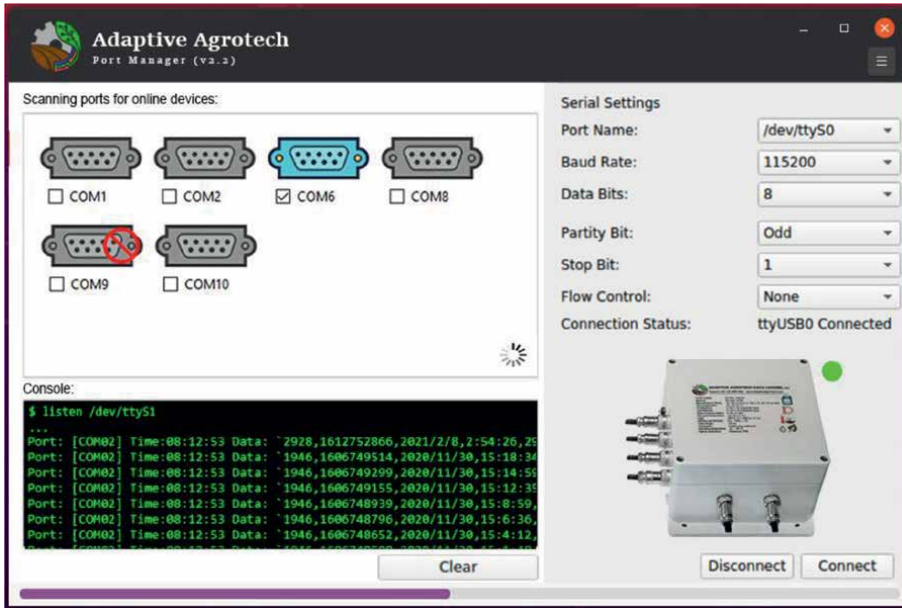 Adaptive Agrotech
Port Manager (v2.2)
Scanning ports for online devices:
COM1
COM2
COM6
COM8
COM9
COM10
Console:
$ listen /dev/ttyS1
...
Port: [COM02] Time:08:12:53 Data: `2928,1612752866,2021/2/8,2:54:26,29
Port: [COM02] Time:08:12:53 Data: `1946,1606749514,2020/11/30,15:18:34
Port: [COM02] Time:08:12:53 Data: `1946,1606749299,2020/11/30,15:14:59
Port: [COM02] Time:08:12:53 Data: `1946,1606749155,2020/11/30,15:12:35
Port: [COM02] Time:08:12:53 Data: `1946,1606748939,2020/11/30,15:8:59,
Port: [COM02] Time:08:12:53 Data: `1946,1606748796,2020/11/30,15:6:36,
Port: [COM02] Time:08:12:53 Data: `1946,1606748652,2020/11/30,15:4:12,
Clear
Serial Settings
Port Name: /dev/ttyS0
Baud Rate: 115200
Data Bits: 8
Partity Bit: Odd
Stop Bit: 1
Flow Control: None
Connection Status: ttyUSB0 Connected
Disconnect Connect